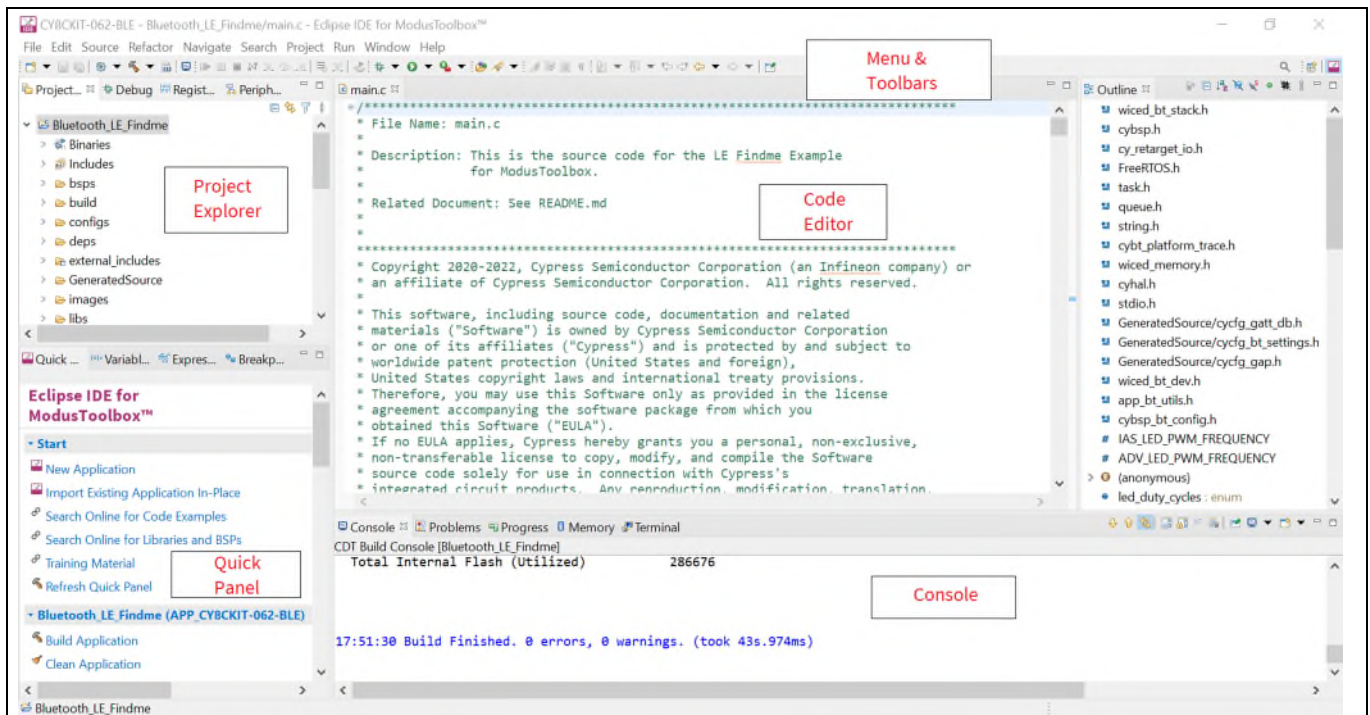 CY8CKIT-062-BLE - Bluetooth_LE_Findme/main.c - Eclipse IDE for ModusToolbox™
File Edit Source Refactor Navigate Search Project Run Window Help
Menu &
Toolbars
Project... Debug Regist... Periph...
Bluetooth_LE_Findme
Binaries
Includes
bsps
build
configs
deps
external_includes
GeneratedSource
images
libs
Project
Explorer
Quick ... Variabl... Expres... Breakp...
Eclipse IDE for
ModusToolbox™
Start
New Application
Import Existing Application In-Place
Search Online for Code Examples
Search Online for Libraries and BSPs
Training Material
Refresh Quick Panel
Quick
Panel
Bluetooth_LE_Findme (APP_CY8CKIT-062-BLE)
Build Application
Clean Application
main.c
/******************************************************************************
* File Name: main.c
*
* Description: This is the source code for the LE Findme Example
* for ModusToolbox.
*
* Related Document: See README.md
*
*
*******************************************************************************
* Copyright 2020-2022, Cypress Semiconductor Corporation (an Infineon company) or
* an affiliate of Cypress Semiconductor Corporation. All rights reserved.
*
* This software, including source code, documentation and related
* materials ("Software") is owned by Cypress Semiconductor Corporation
* or one of its affiliates ("Cypress") and is protected by and subject to
* worldwide patent protection (United States and foreign),
* United States copyright laws and international treaty provisions.
* Therefore, you may use this Software only as provided in the license
* agreement accompanying the software package from which you
* obtained this Software ("EULA").
* If no EULA applies, Cypress hereby grants you a personal, non-exclusive,
* non-transferable license to copy, modify, and compile the Software
* source code solely for use in connection with Cypress's
* integrated circuit products. Any reproduction, modification, translation,
Code
Editor
Outline
wiced_bt_stack.h
cybsp.h
cy_retarget_io.h
FreeRTOS.h
task.h
queue.h
string.h
cybt_platform_trace.h
wiced_memory.h
cyhal.h
stdio.h
GeneratedSource/cycfg_gatt_db.h
GeneratedSource/cycfg_bt_settings.h
GeneratedSource/cycfg_gap.h
wiced_bt_dev.h
app_bt_utils.h
cybsp_bt_config.h
# IAS_LED_PWM_FREQUENCY
# ADV_LED_PWM_FREQUENCY
(anonymous)
led_duty_cycles : enum
Console Problems Progress Memory Terminal
CDT Build Console [Bluetooth_LE_Findme]
Total Internal Flash (Utilized) 286676
Console
17:51:30 Build Finished. 0 errors, 0 warnings. (took 43s.974ms)
Bluetooth_LE_Findme